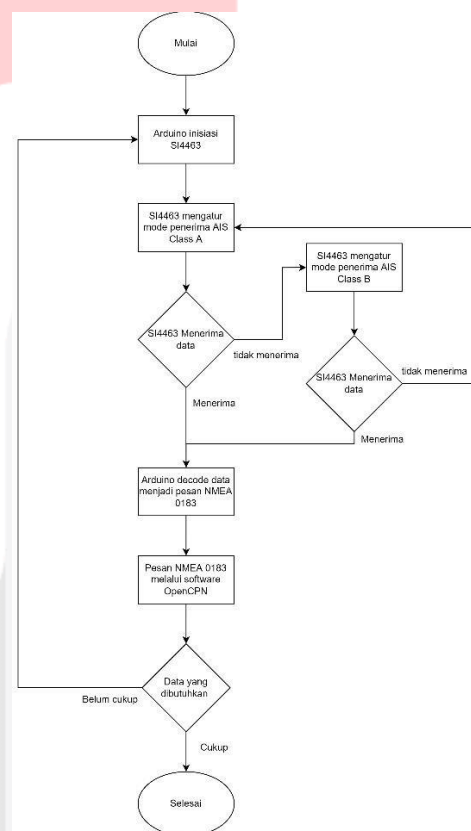 Mulai
Arduino inisiasi
SI4463
SI4463 mengatur
mode penerima AIS
Class A
SI4463 mengatur
mode penerima AIS
Class B
SI4463 Menerima
data
tidak menerima
SI4463 Menerima
data
tidak menerima
Menerima
Menerima
Arduino decode data
menjadi pesan NMEA
0183
Pesan NMEA 0183
melalui software
OpenCPN
Data yang
dibutuhkan
Belum cukup
Cukup
Selesai